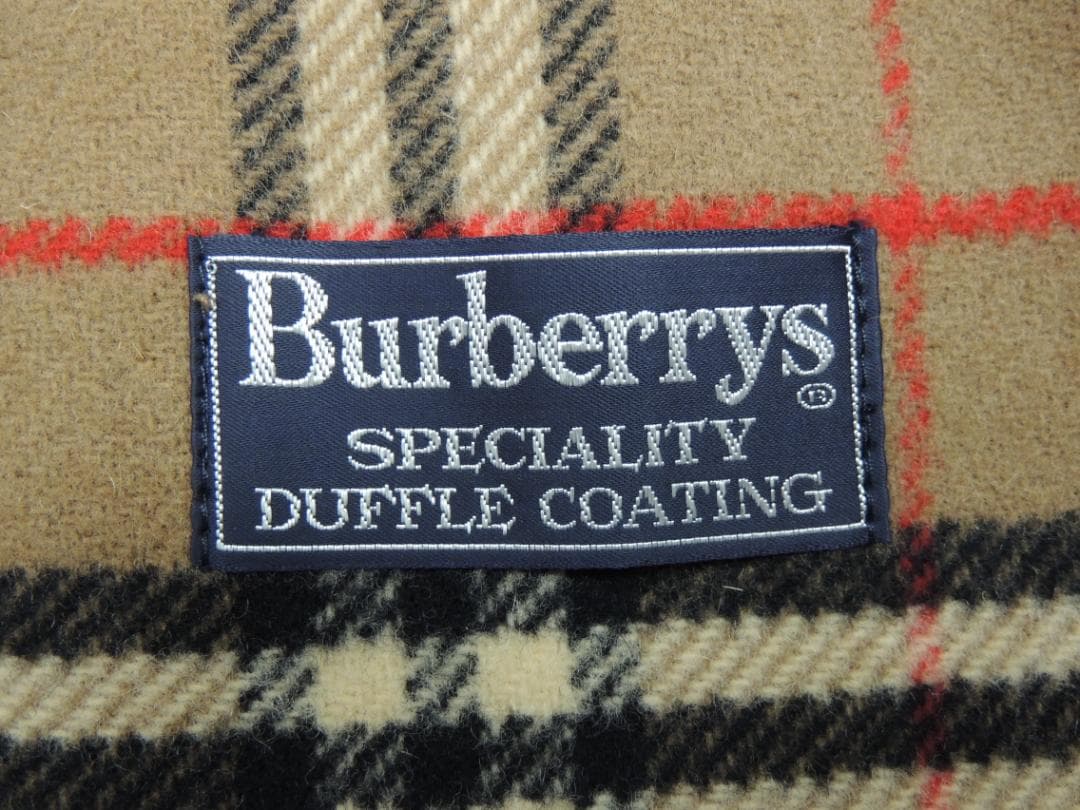 Burberrys®
SPECIALITY
DUFFLE COATING